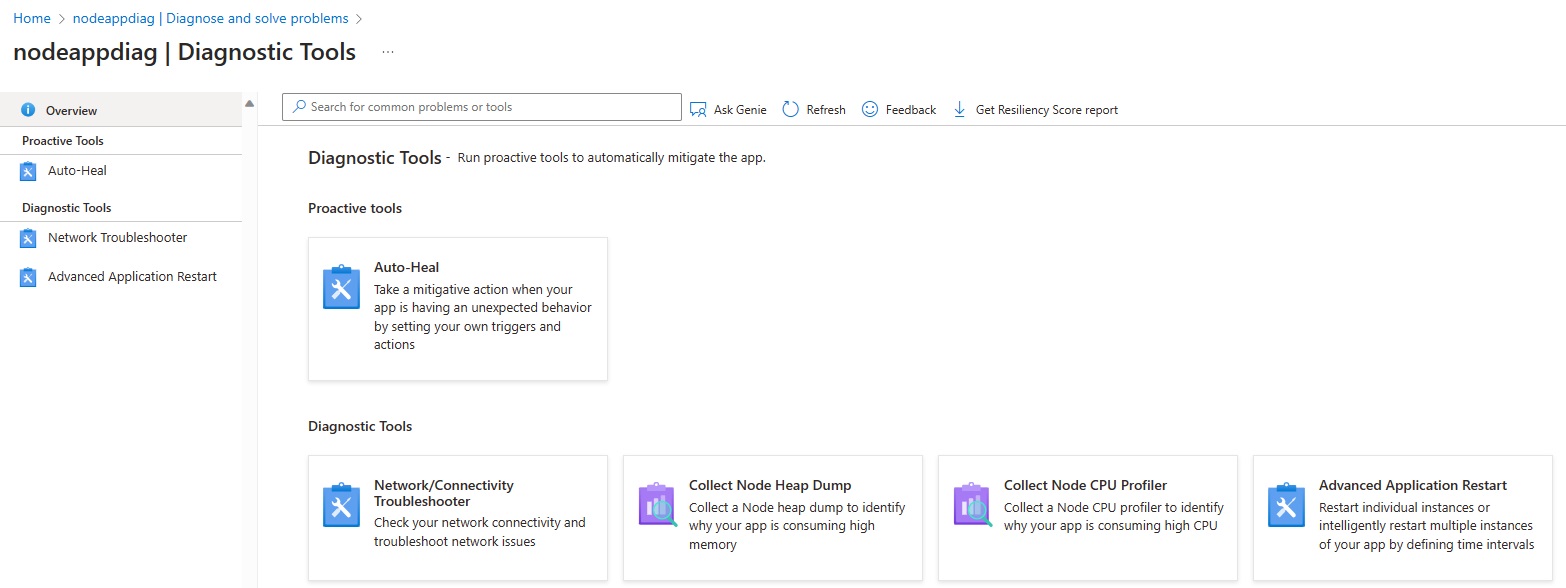 Home > nodeappdiag | Diagnose and solve problems >
nodeappdiag | Diagnostic Tools ...
Overview
Proactive Tools
Auto-Heal
Diagnostic Tools
Network Troubleshooter
Advanced Application Restart
Search for common problems or tools
Ask Genie
Refresh
Feedback
Get Resiliency Score report
Diagnostic Tools - Run proactive tools to automatically mitigate the app.
Proactive tools
Auto-Heal
Take a mitigative action when your
app is having an unexpected behavior
by setting your own triggers and
actions
Diagnostic Tools
Network/Connectivity
Troubleshooter
Check your network connectivity and
troubleshoot network issues
Collect Node Heap Dump
Collect a Node heap dump to identify
why your app is consuming high
memory
Collect Node CPU Profiler
Collect a Node CPU profiler to identify
why your app is consuming high CPU
Advanced Application Restart
Restart individual instances or
intelligently restart multiple instances
of your app by defining time intervals